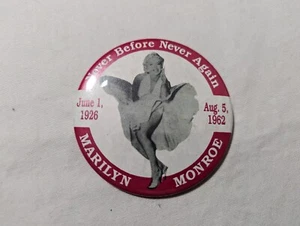 Never Before Never Again
June 1,
1926
Aug. 5,
1962
MARILYN MONROE